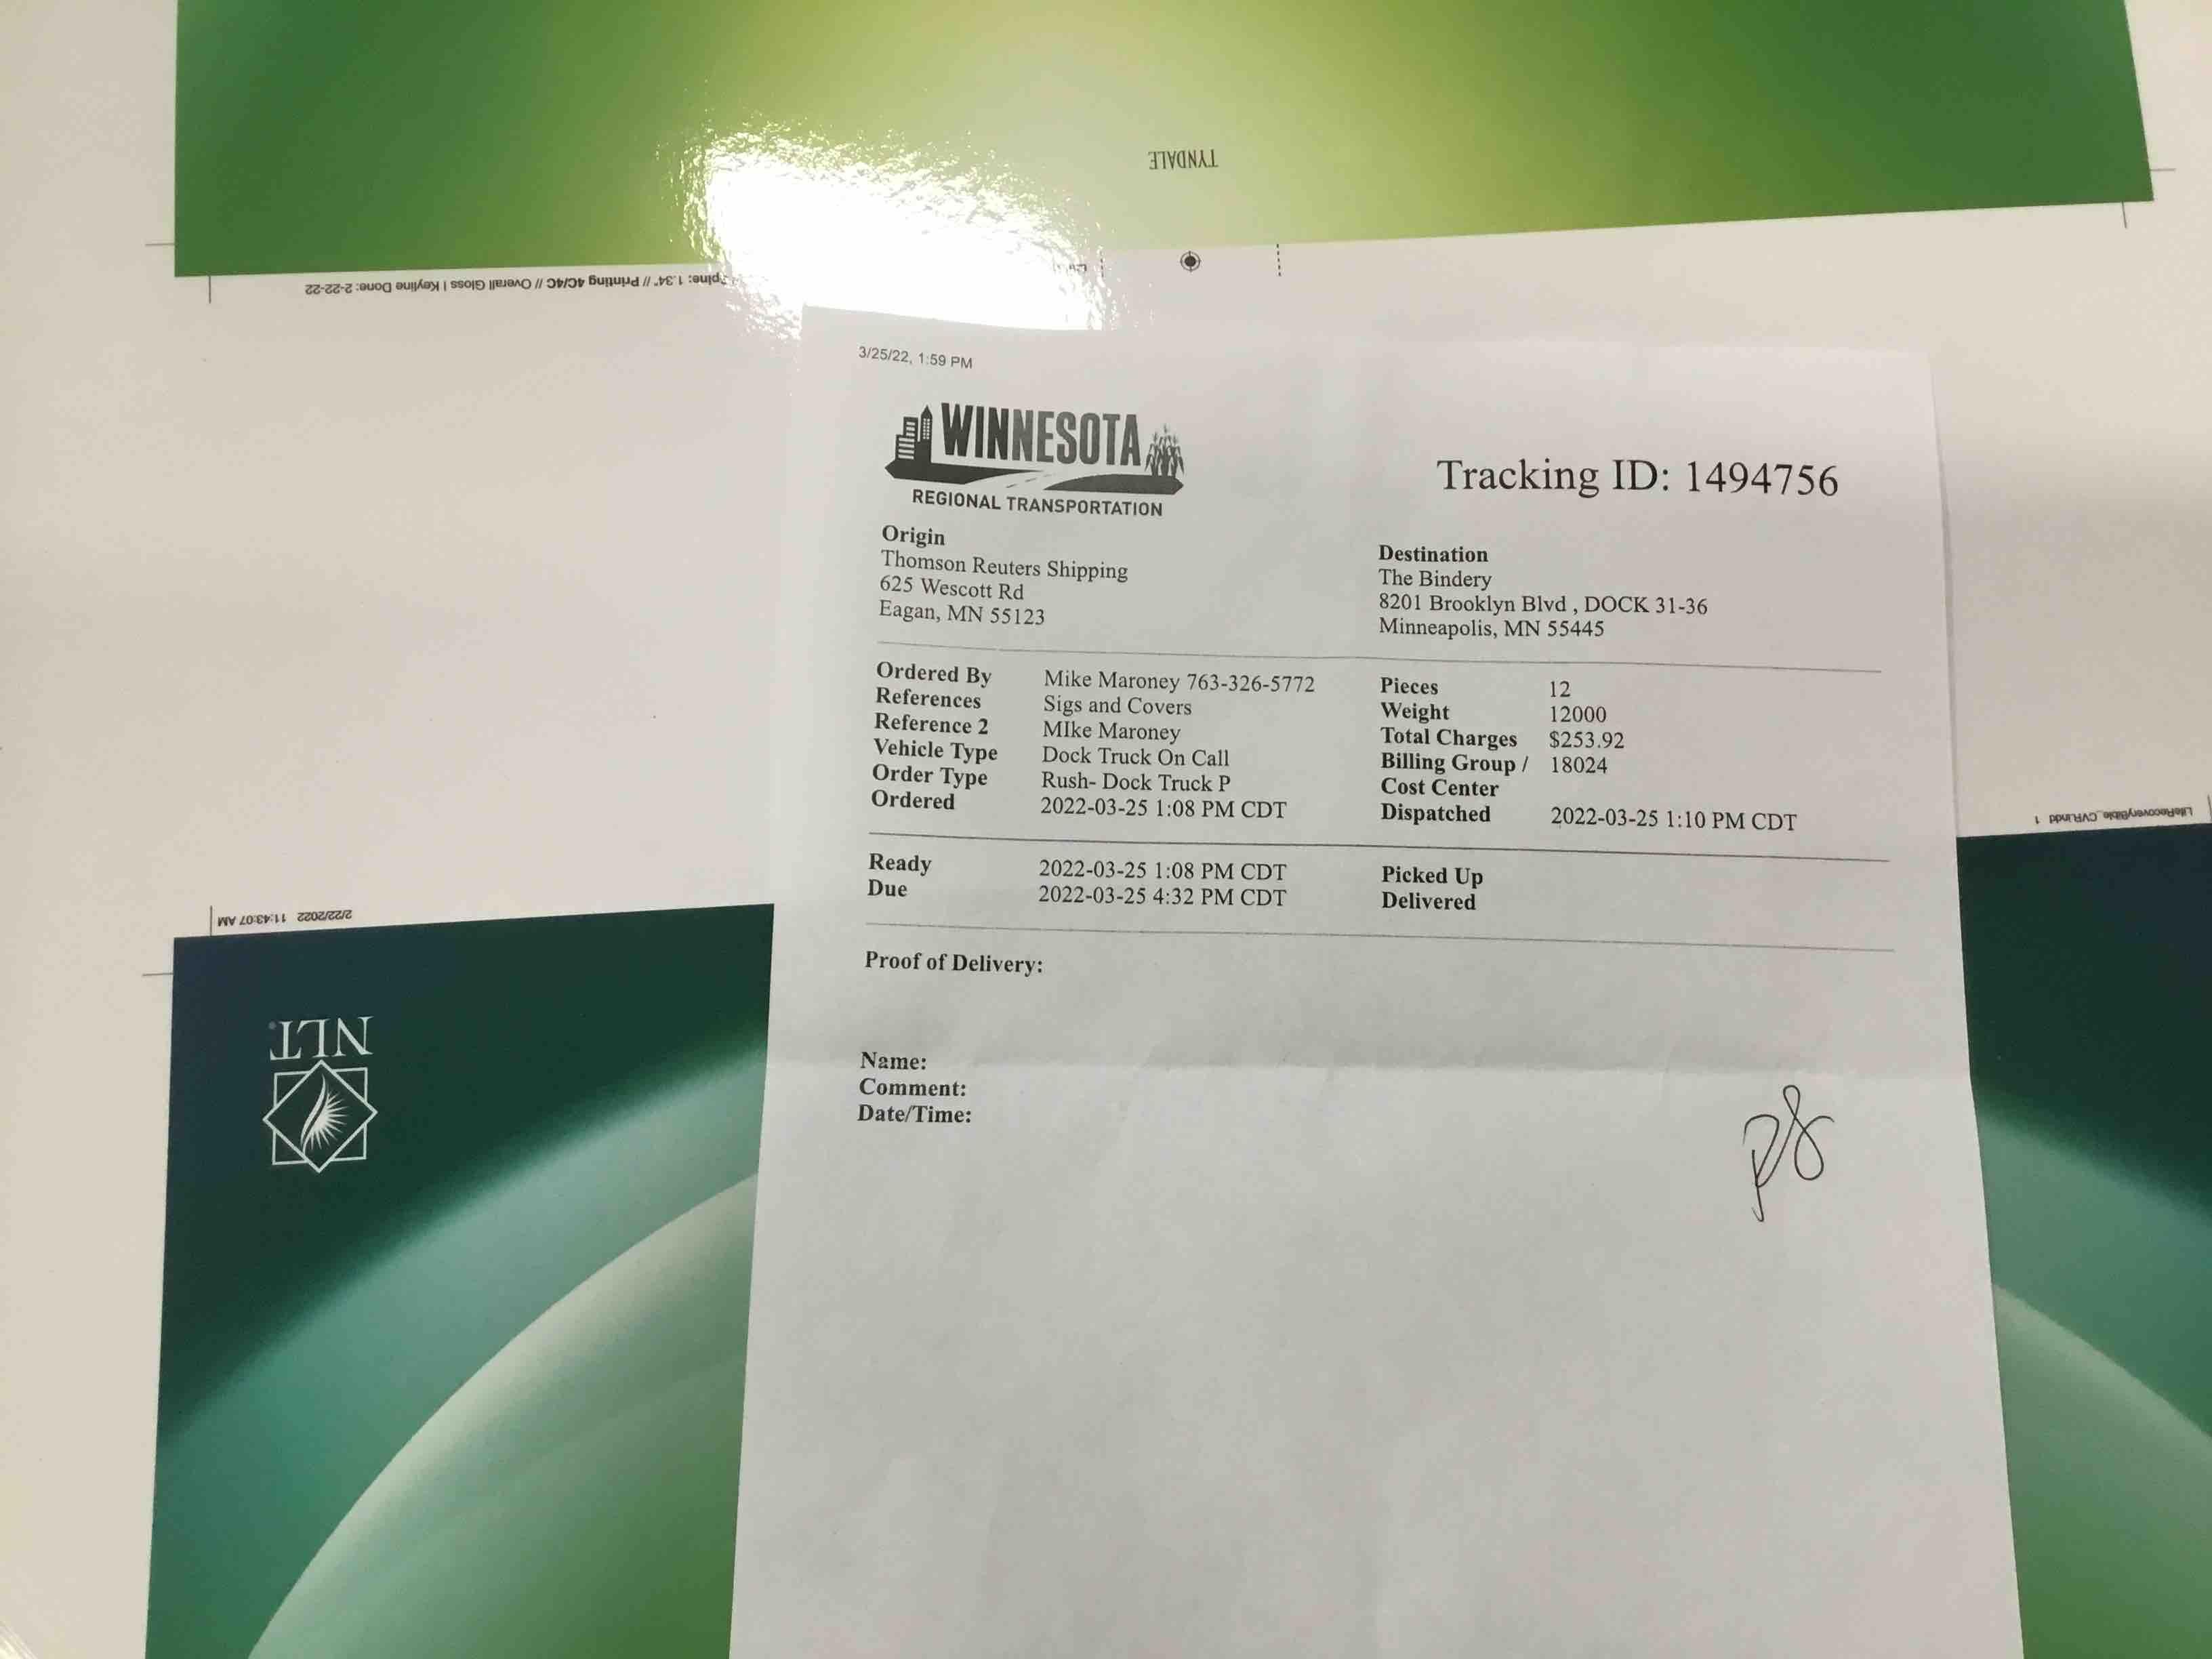 TYNDALE
Spine: 1.34" // Printing 4C/4C // Overall Gloss | Keyline Done: 2-22-22
3/25/22, 1:59 PM
WINNESOTA
REGIONAL TRANSPORTATION
Tracking ID: 1494756
Origin
Thomson Reuters Shipping
625 Wescott Rd
Eagan, MN 55123
Destination
The Bindery
8201 Brooklyn Blvd , DOCK 31-36
Minneapolis, MN 55445
Ordered By Mike Maroney 763-326-5772
References Sigs and Covers
Reference 2 MIke Maroney
Vehicle Type Dock Truck On Call
Order Type Rush- Dock Truck P
Ordered 2022-03-25 1:08 PM CDT
Pieces 12
Weight 12000
Total Charges $253.92
Billing Group / 18024
Cost Center
Dispatched 2022-03-25 1:10 PM CDT
Ready 2022-03-25 1:08 PM CDT
Due 2022-03-25 4:32 PM CDT
Picked Up
Delivered
Proof of Delivery:
Name:
Comment:
Date/Time:
LifeRecoveryBible_CVR.indd 1
2/22/2022 11:43:07 AM
NLT